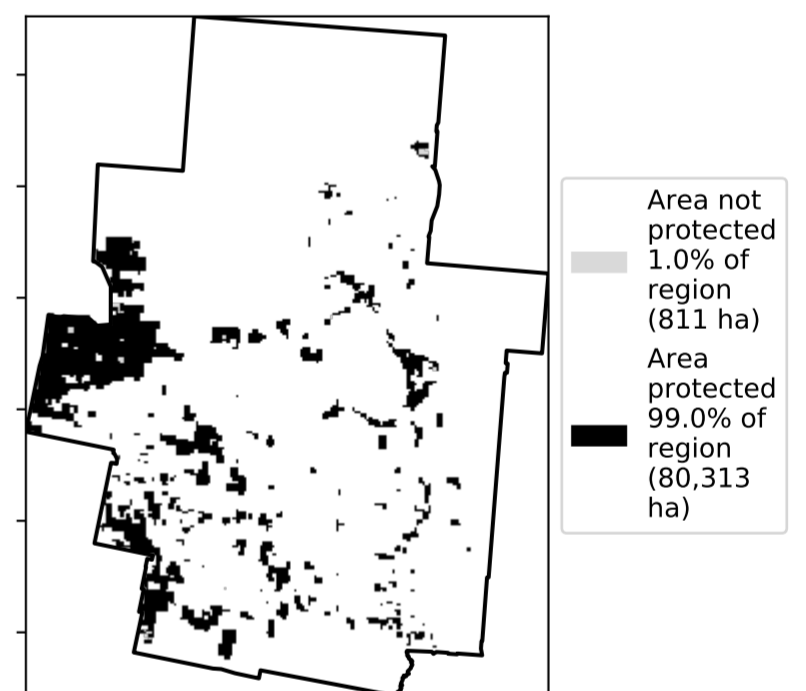 Area not
protected
1.0% of
region
(811 ha)
Area
protected
99.0% of
region
(80,313
ha)